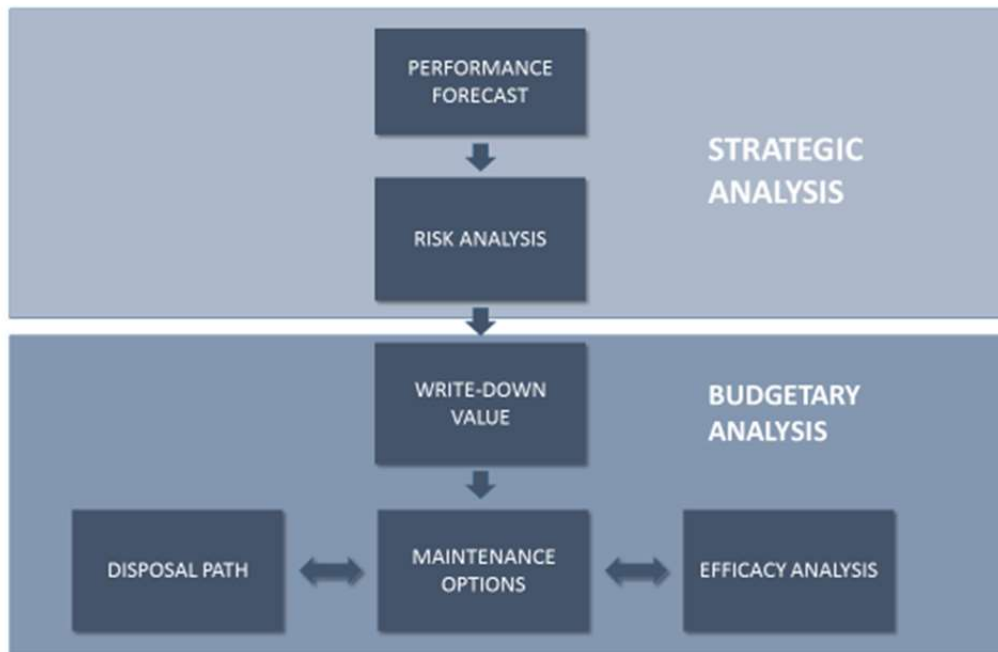 PERFORMANCE
FORECAST
STRATEGIC
ANALYSIS
RISK ANALYSIS
WRITE-DOWN
VALUE
BUDGETARY
ANALYSIS
DISPOSAL PATH
MAINTENANCE
OPTIONS
EFFICACY ANALYSIS